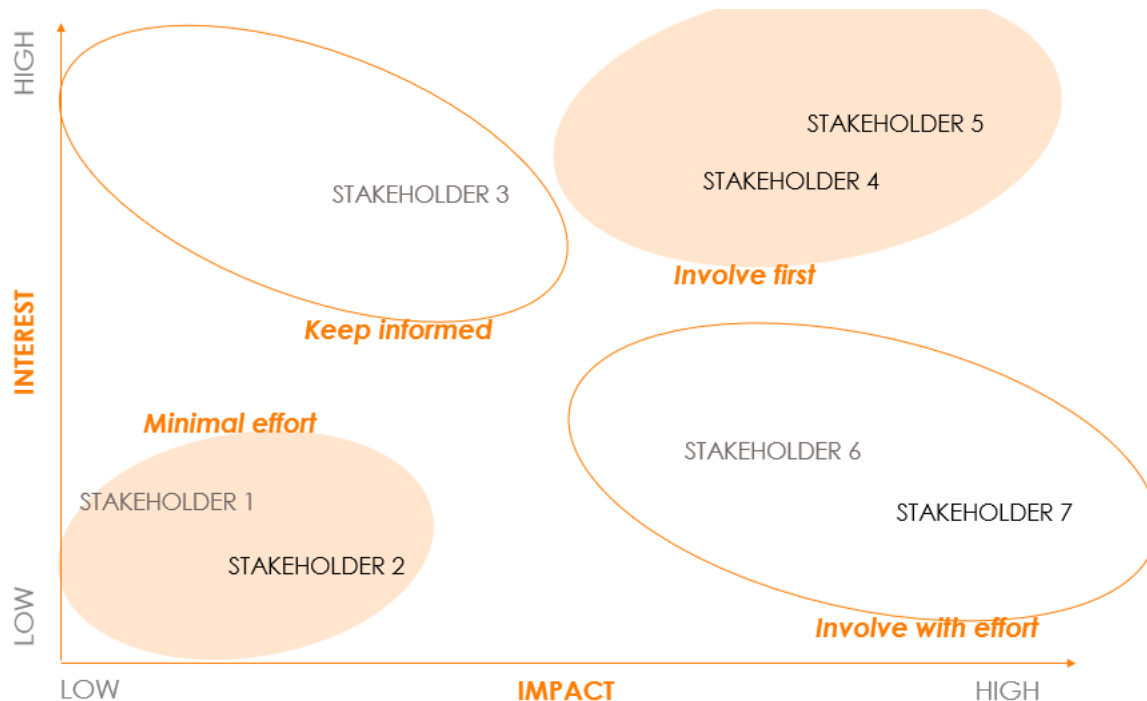 HIGH
STAKEHOLDER 5
STAKEHOLDER 4
STAKEHOLDER 3
Involve first
INTEREST
Keep informed
Minimal effort
STAKEHOLDER 6
STAKEHOLDER 1
STAKEHOLDER 7
STAKEHOLDER 2
LOW
Involve with effort
LOW
IMPACT
HIGH